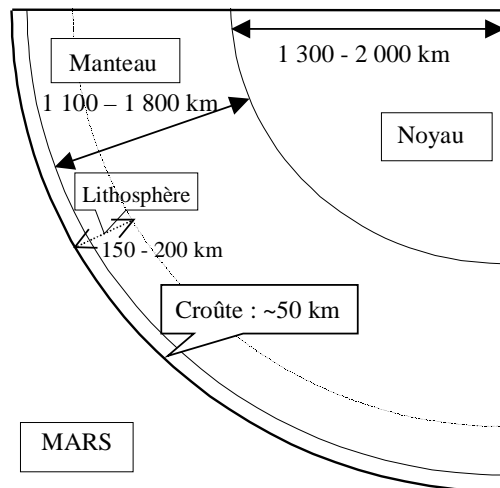 Manteau
1 300 - 2 000 km
1 100 – 1 800 km
Noyau
Lithosphère
150 - 200 km
Croûte : ~50 km
MARS